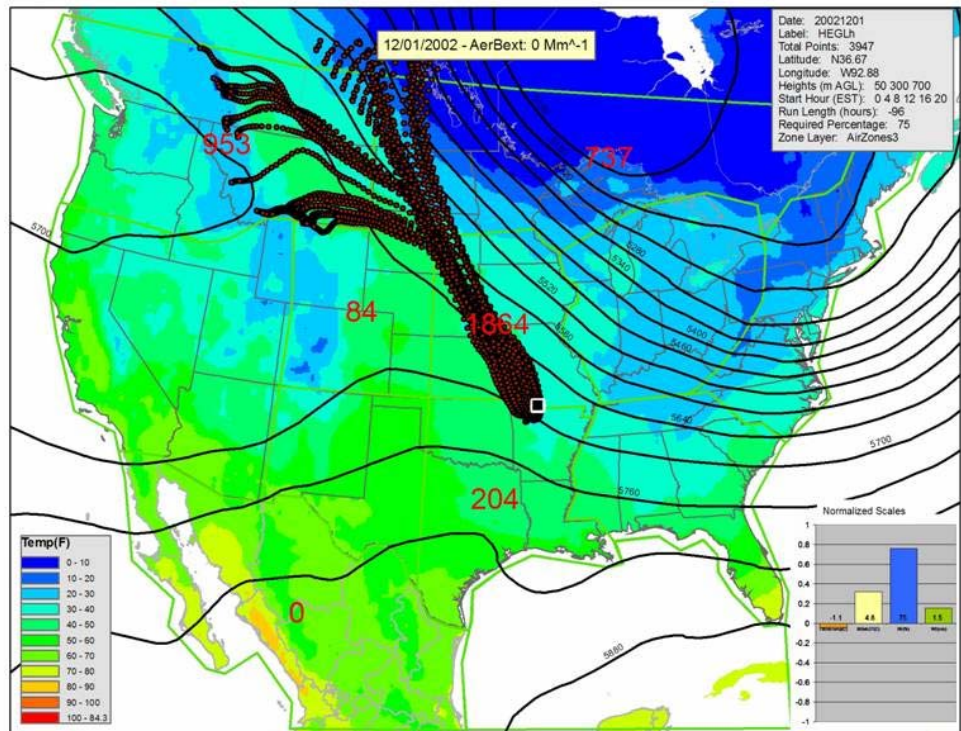 12/01/2002 - AerBext: 0 Mm^-1
Date: 20021201
Label: HEGLh
Total Points: 3947
Latitude: N36.67
Longitude: W92.88
Heights (m AGL): 50 300 700
Start Hour (EST): 0 4 8 12 16 20
Run Length (hours): -96
Required Percentage: 75
Zone Layer: AirZones3
953
737
84
1864
204
0
5700
5280
5340
5520
5580
5400
5460
5640
5700
5760
5880
Temp(F)
0 - 10
10 - 20
20 - 30
30 - 40
40 - 50
50 - 60
60 - 70
70 - 80
80 - 90
90 - 100
100 - 84.3
Normalized Scales
1
0.8
0.6
0.4
0.2
0
-0.2
-0.4
-0.6
-0.8
-1
-1.1
4.8
75
1.5